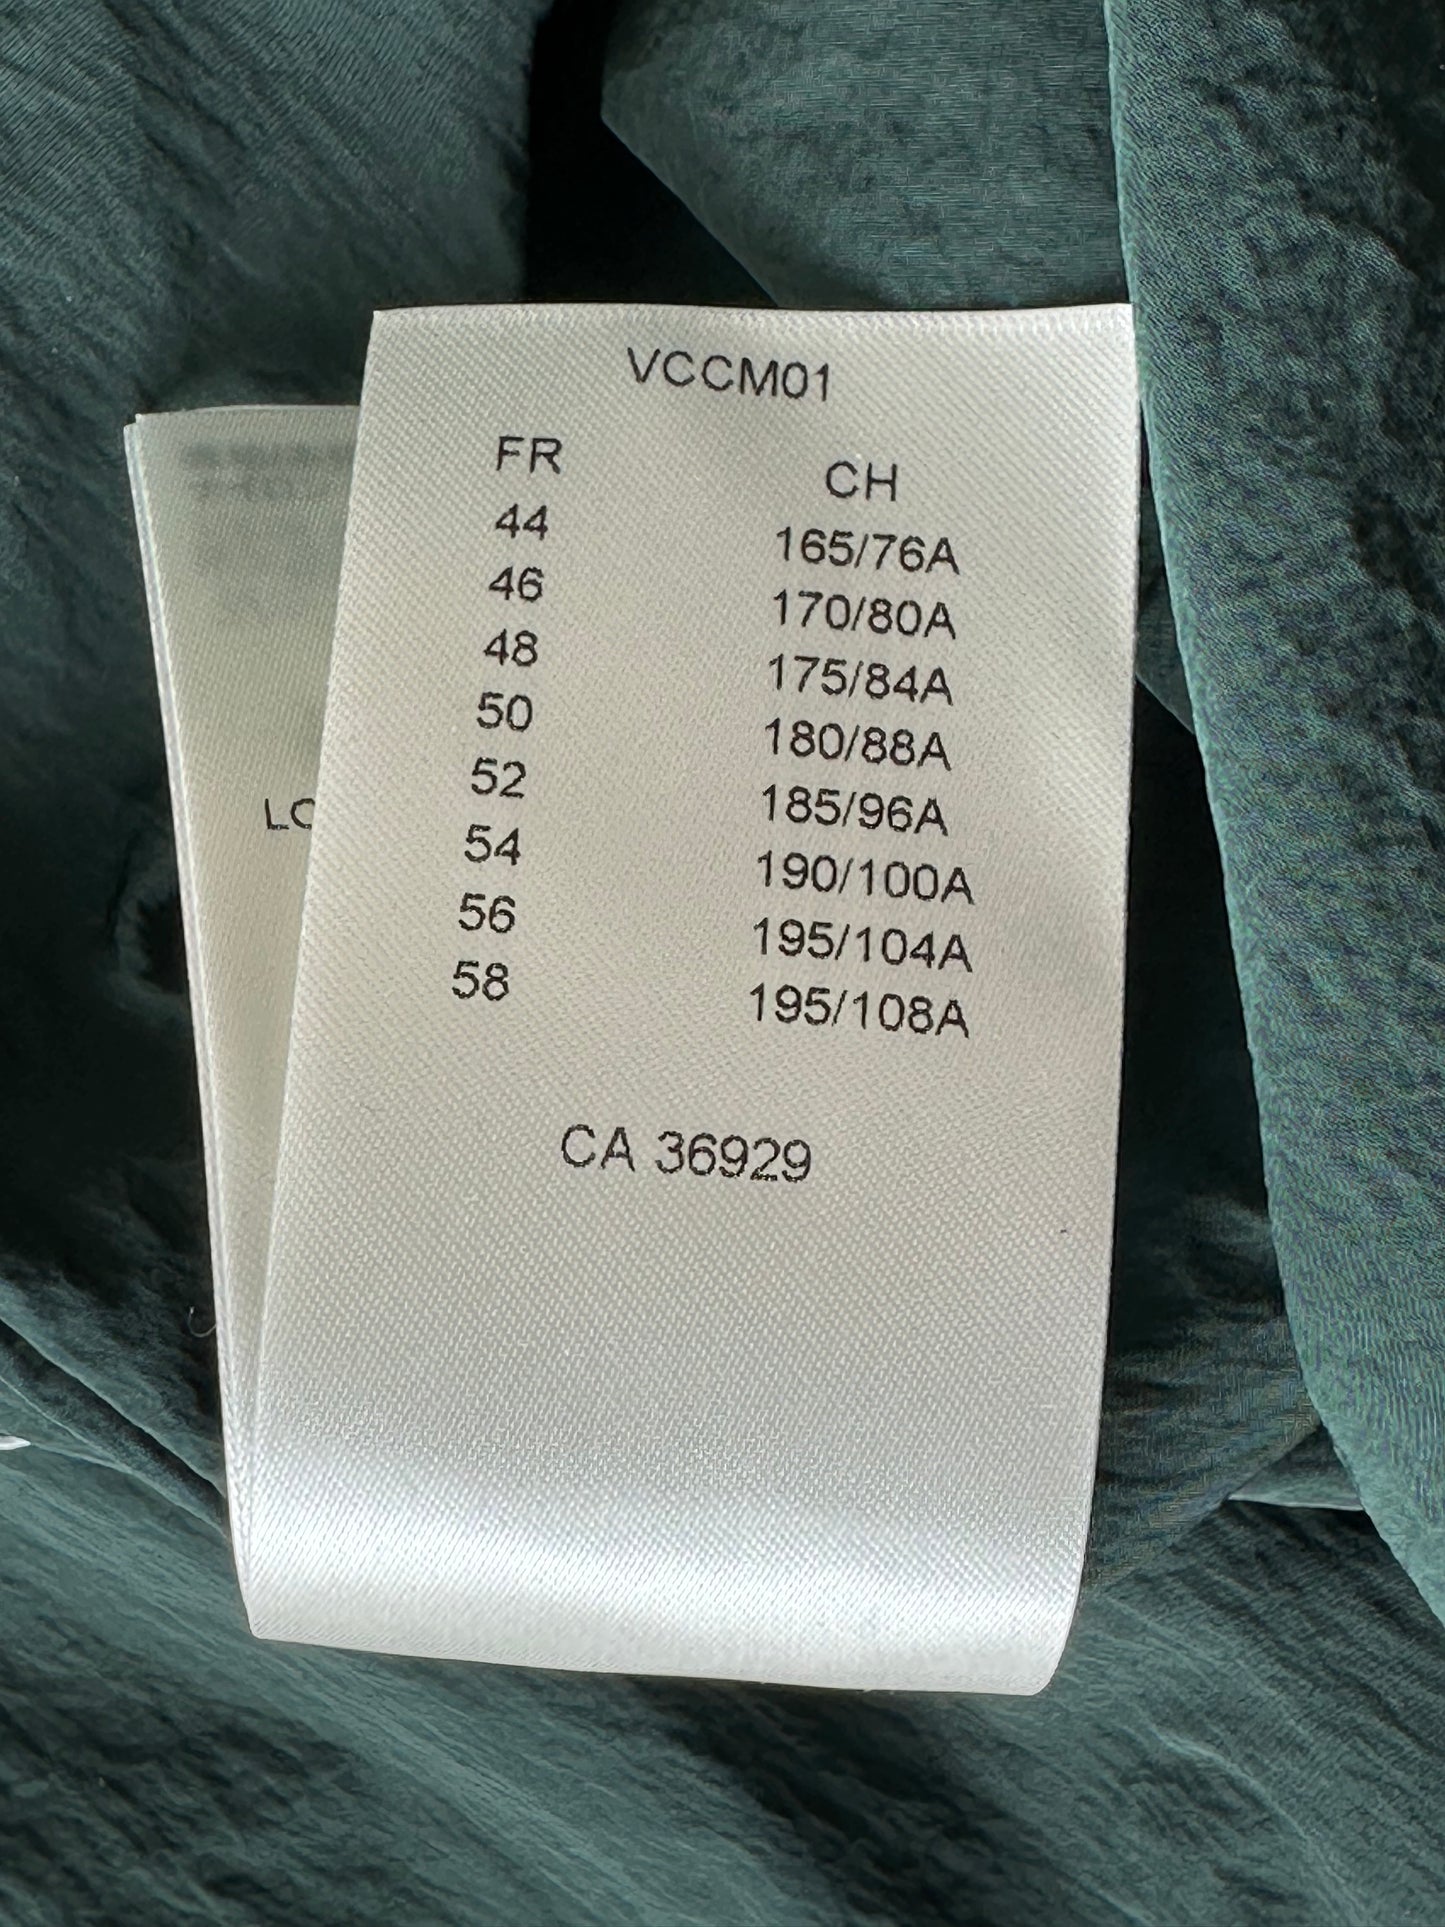 VCCM01
FR CH
44 165/76A
46 170/80A
48 175/84A
50 180/88A
52 185/96A
54 190/100A
56 195/104A
58 195/108A
CA 36929
LO